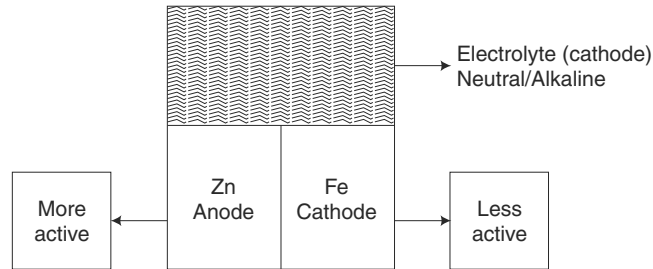 Electrolyte (cathode)
Neutral/Alkaline
More
active
Zn
Anode
Fe
Cathode
Less
active